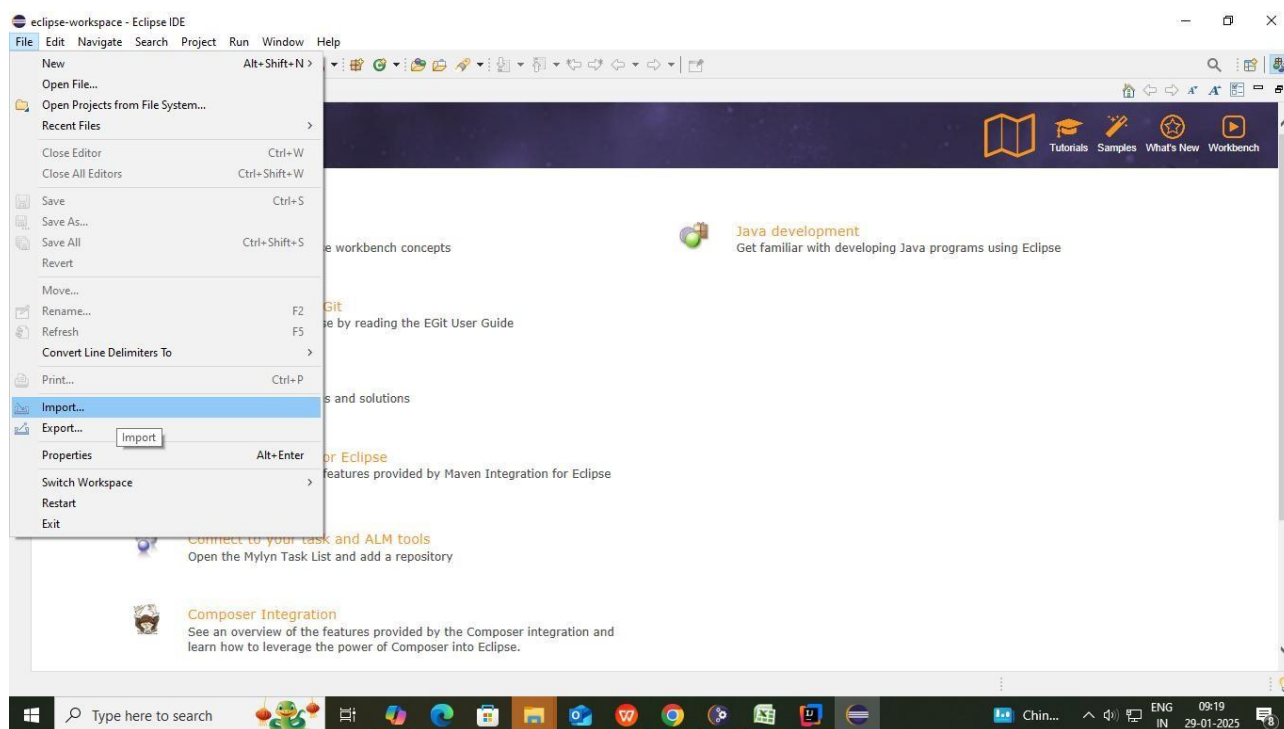 eclipse-workspace - Eclipse IDE
File Edit Navigate Search Project Run Window Help
New Alt+Shift+N >
Open File...
Open Projects from File System...
Recent Files >
Close Editor Ctrl+W
Close All Editors Ctrl+Shift+W
Save Ctrl+S
Save As...
Save All Ctrl+Shift+S
Revert
Move...
Rename... F2
Refresh F5
Convert Line Delimiters To >
Print... Ctrl+P
Import...
Export...
Import
Properties Alt+Enter
Switch Workspace >
Restart
Exit
Tutorials Samples What's New Workbench
e workbench concepts
Java development
Get familiar with developing Java programs using Eclipse
Git
se by reading the EGit User Guide
s and solutions
or Eclipse
features provided by Maven Integration for Eclipse
Connect to your task and ALM tools
Open the Mylyn Task List and add a repository
Composer Integration
See an overview of the features provided by the Composer integration and
learn how to leverage the power of Composer into Eclipse.
Type here to search
Chin...
ENG
IN
09:19
29-01-2025
8